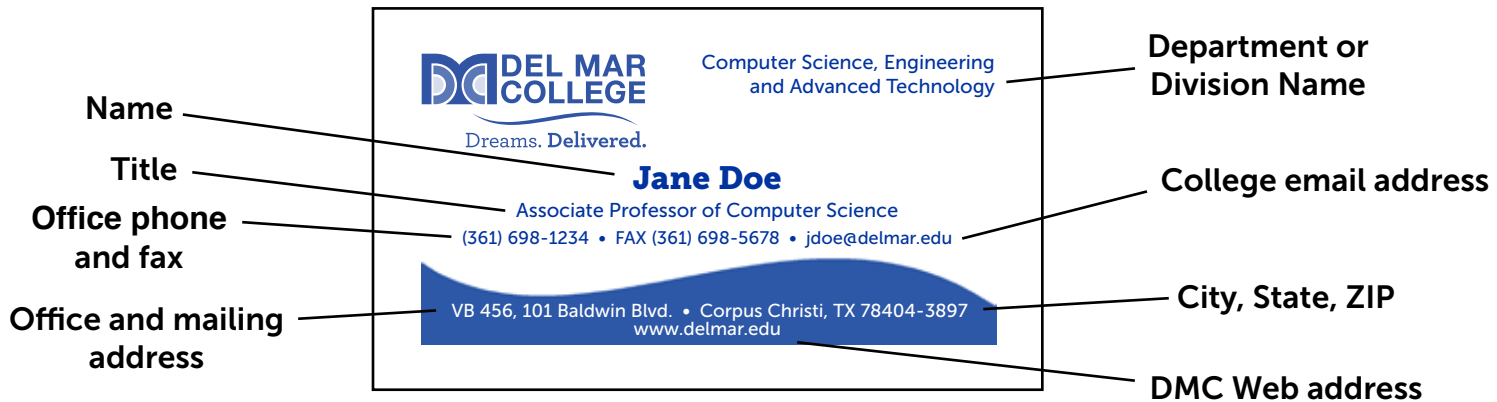 Name
Title
Office phone
and fax
Office and mailing
address
DEL MAR
COLLEGE
Dreams. Delivered.
Computer Science, Engineering
and Advanced Technology
Jane Doe
Associate Professor of Computer Science
(361) 698-1234 • FAX (361) 698-5678 • jdoe@delmar.edu
VB 456, 101 Baldwin Blvd. • Corpus Christi, TX 78404-3897
www.delmar.edu
Department or
Division Name
College email address
City, State, ZIP
DMC Web address